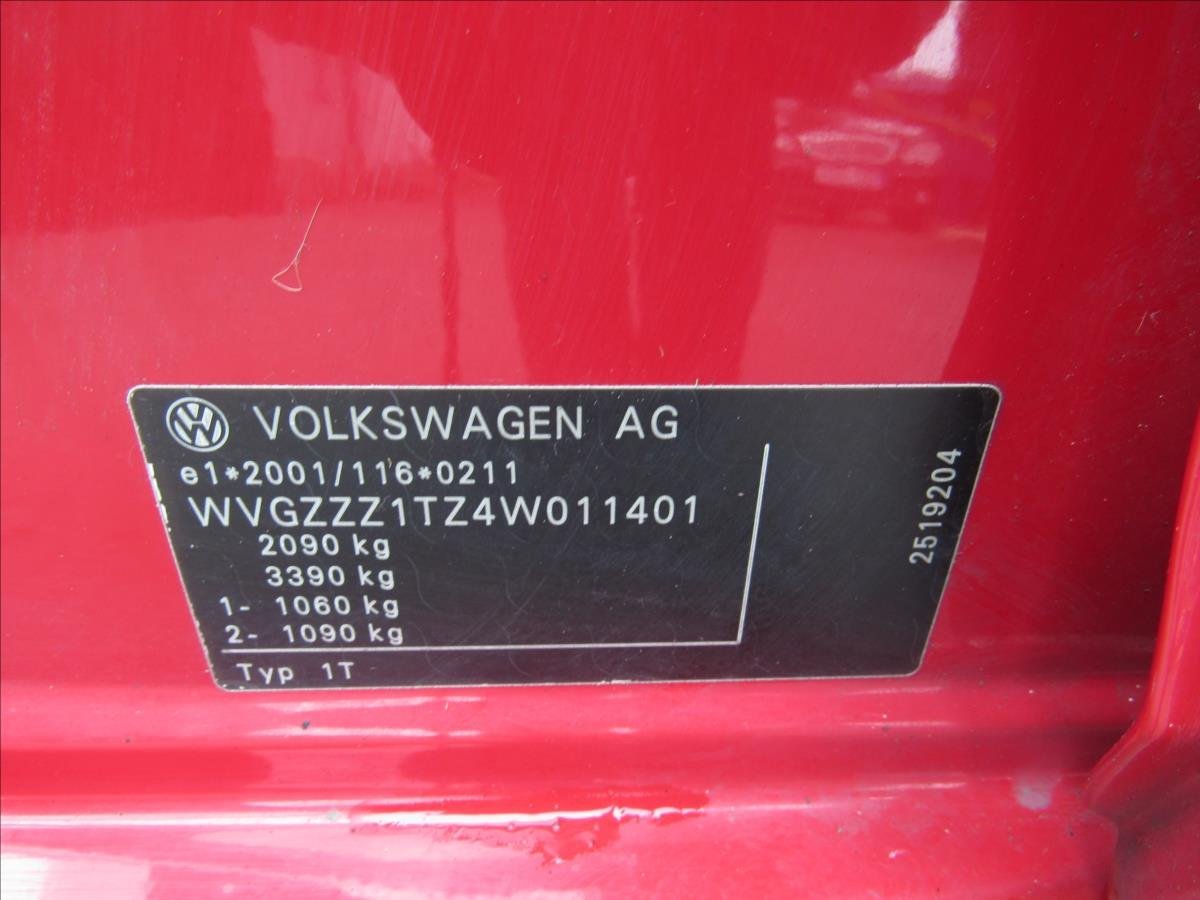 VOLKSWAGEN AG
e1*2001/116*0211
WVGZZZ1TZ4W011401
2090 kg
3390 kg
1- 1060 kg
2- 1090 kg
Typ 1T
2519204